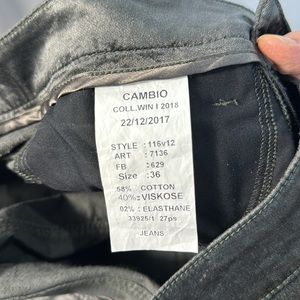 CAMBIO
COLL.WIN I 2018
22/12/2017
STYLE : 116v12
ART : 7136
FB : 629
Size : 36
58% COTTON
40% VISKOSE
02% ELASTHANE
33925/1 27ps
JEANS